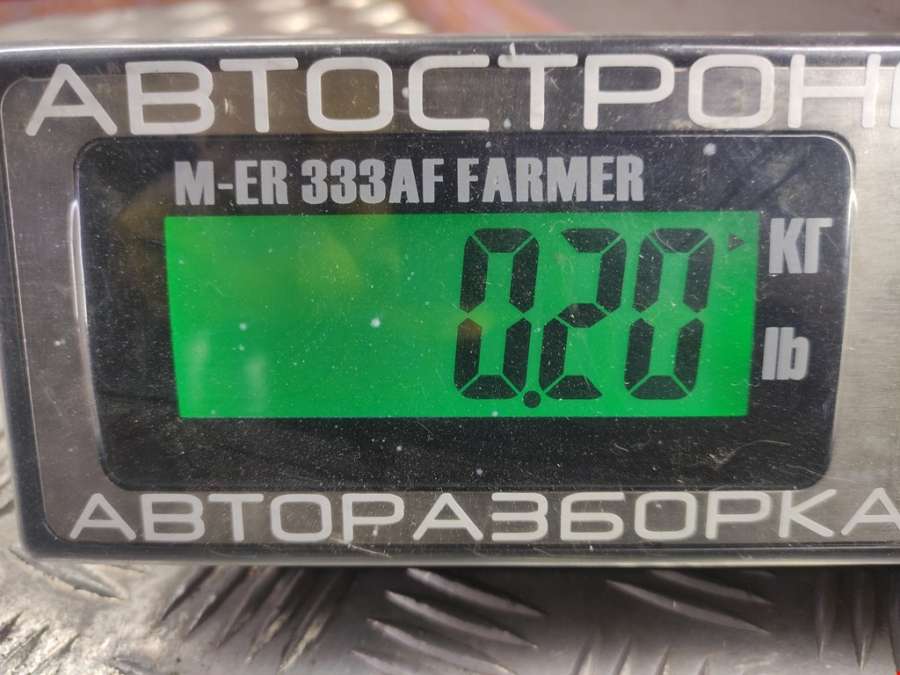 АВТОСТРОН
M-ER 333AF FARMER
0.20
КГ
lb
АВТОРАЗБОРКА